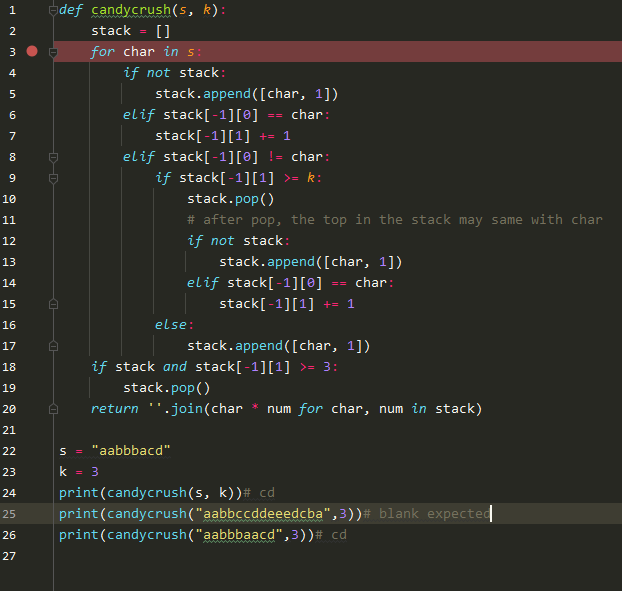 1 def candycrush(s, k):
2 stack = []
3 for char in s:
4 if not stack:
5 stack.append([char, 1])
6 elif stack[-1][0] == char:
7 stack[-1][1] += 1
8 elif stack[-1][0] != char:
9 if stack[-1][1] >= k:
10 stack.pop()
11 # after pop, the top in the stack may same with char
12 if not stack:
13 stack.append([char, 1])
14 elif stack[-1][0] == char:
15 stack[-1][1] += 1
16 else:
17 stack.append([char, 1])
18 if stack and stack[-1][1] >= 3:
19 stack.pop()
20 return ''.join(char * num for char, num in stack)
21
22 s = "aabbbacd"
23 k = 3
24 print(candycrush(s, k))# cd
25 print(candycrush("aabbccddeeedcba",3))# blank expected
26 print(candycrush("aabbbaacd",3))# cd
27